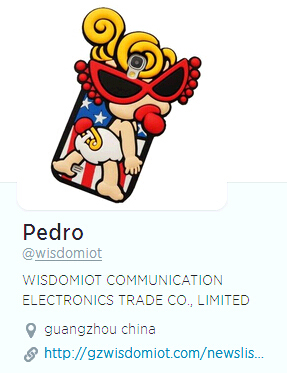 Pedro
@wisdomiot
WISDOMIOT COMMUNICATION
ELECTRONICS TRADE CO., LIMITED
guangzhou china
http://gzwisdomiot.com/newslis...